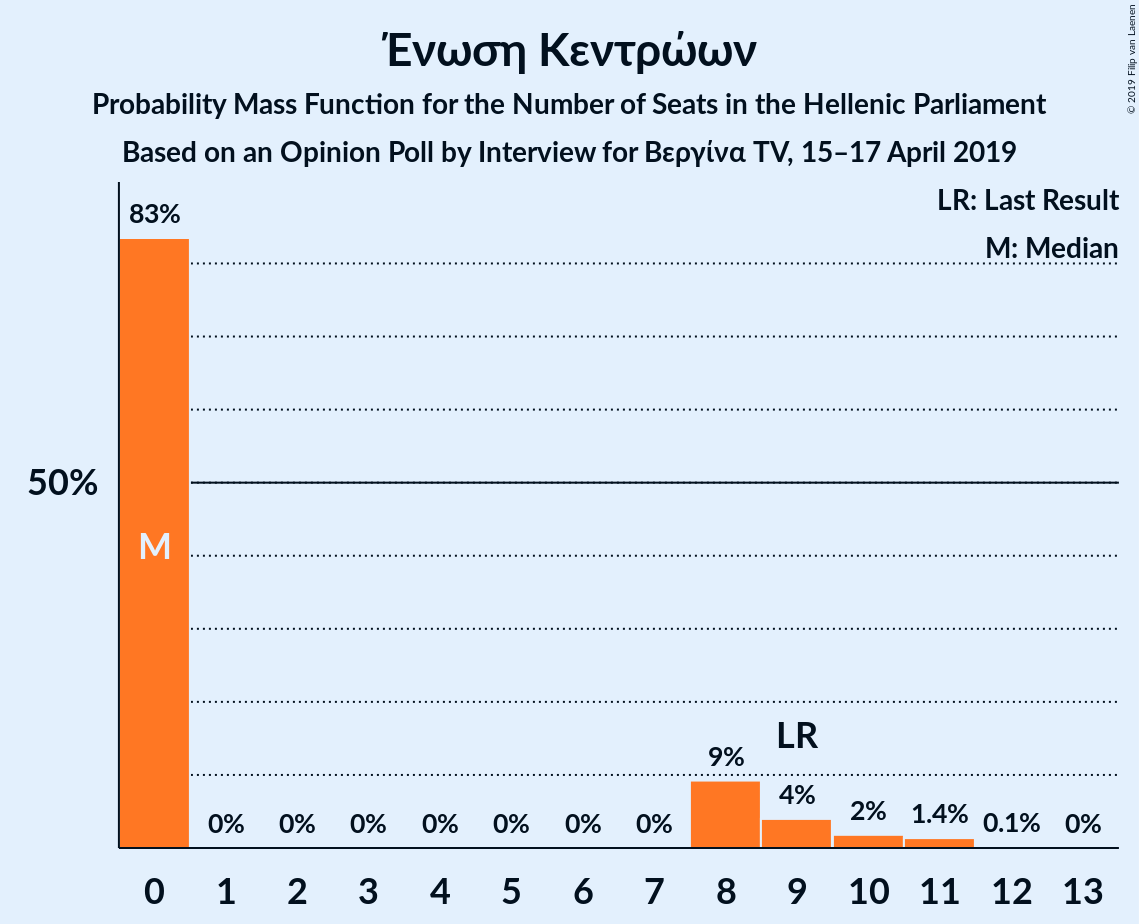 Ένωση Κεντρώων
Probability Mass Function for the Number of Seats in the Hellenic Parliament
Based on an Opinion Poll by Interview for Βεργίνα TV, 15–17 April 2019
© 2019 Filip van Laenen
LR: Last Result
M: Median
83%
50%
M
LR
9%
4%
0% 0% 0% 0% 0% 0% 0% 2% 1.4% 0.1% 0%
0 1 2 3 4 5 6 7 8 9 10 11 12 13